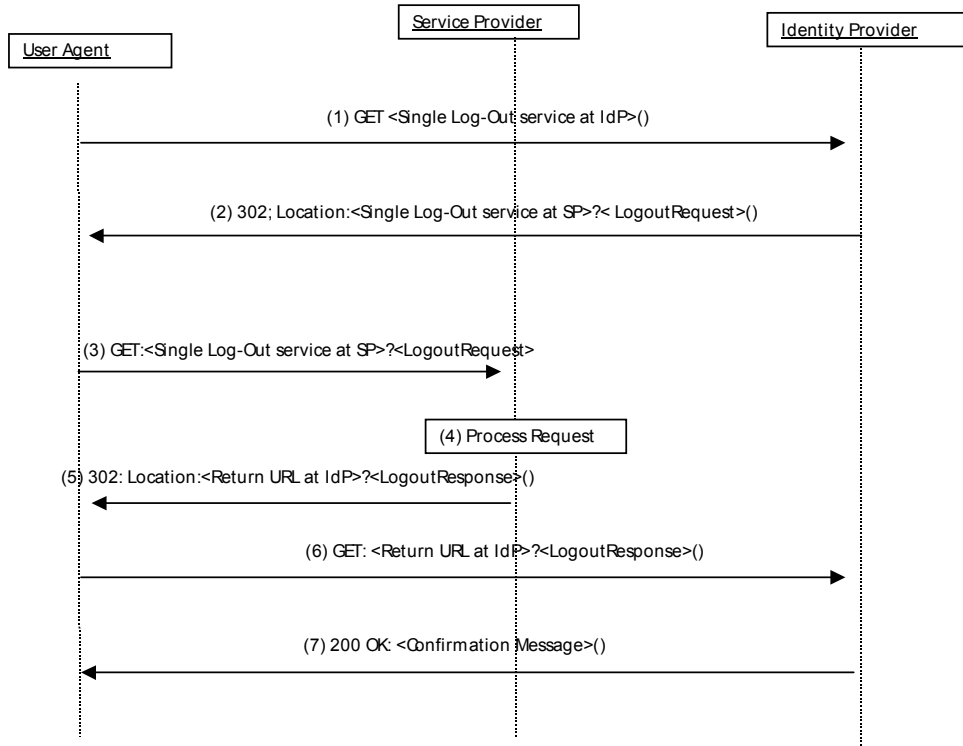 Service Provider
Identity Provider
User Agent
(1) GET <Single Log-Out service at IdP>()
(2) 302; Location:<Single Log-Out service at SP>?< LogoutRequest>()
(3) GET:<Single Log-Out service at SP>?<LogoutRequest>
(4) Process Request
(5) 302: Location:<Return URL at IdP>?<LogoutResponse>()
(6) GET: <Return URL at IdP>?<LogoutResponse>()
(7) 200 OK: <Confirmation Message>()